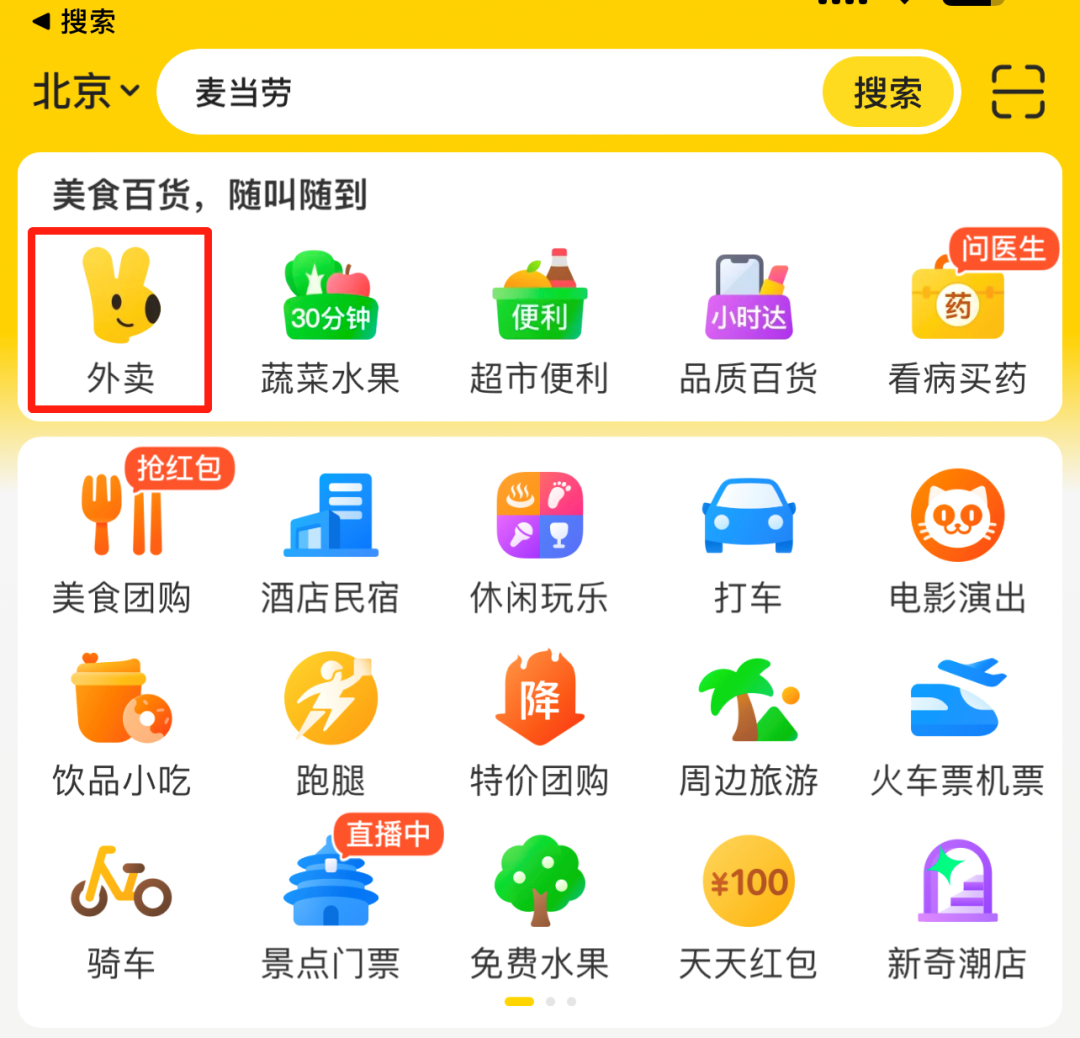 ◀ 搜索
北京 麦当劳 搜索
美食百货，随叫随到
问医生
30分钟 便利 小时达 药
外卖 蔬菜水果 超市便利 品质百货 看病买药
抢红包
美食团购 酒店民宿 休闲玩乐 打车 电影演出
降
饮品小吃 跑腿 特价团购 周边旅游 火车票机票
直播中
¥100
骑车 景点门票 免费水果 天天红包 新奇潮店